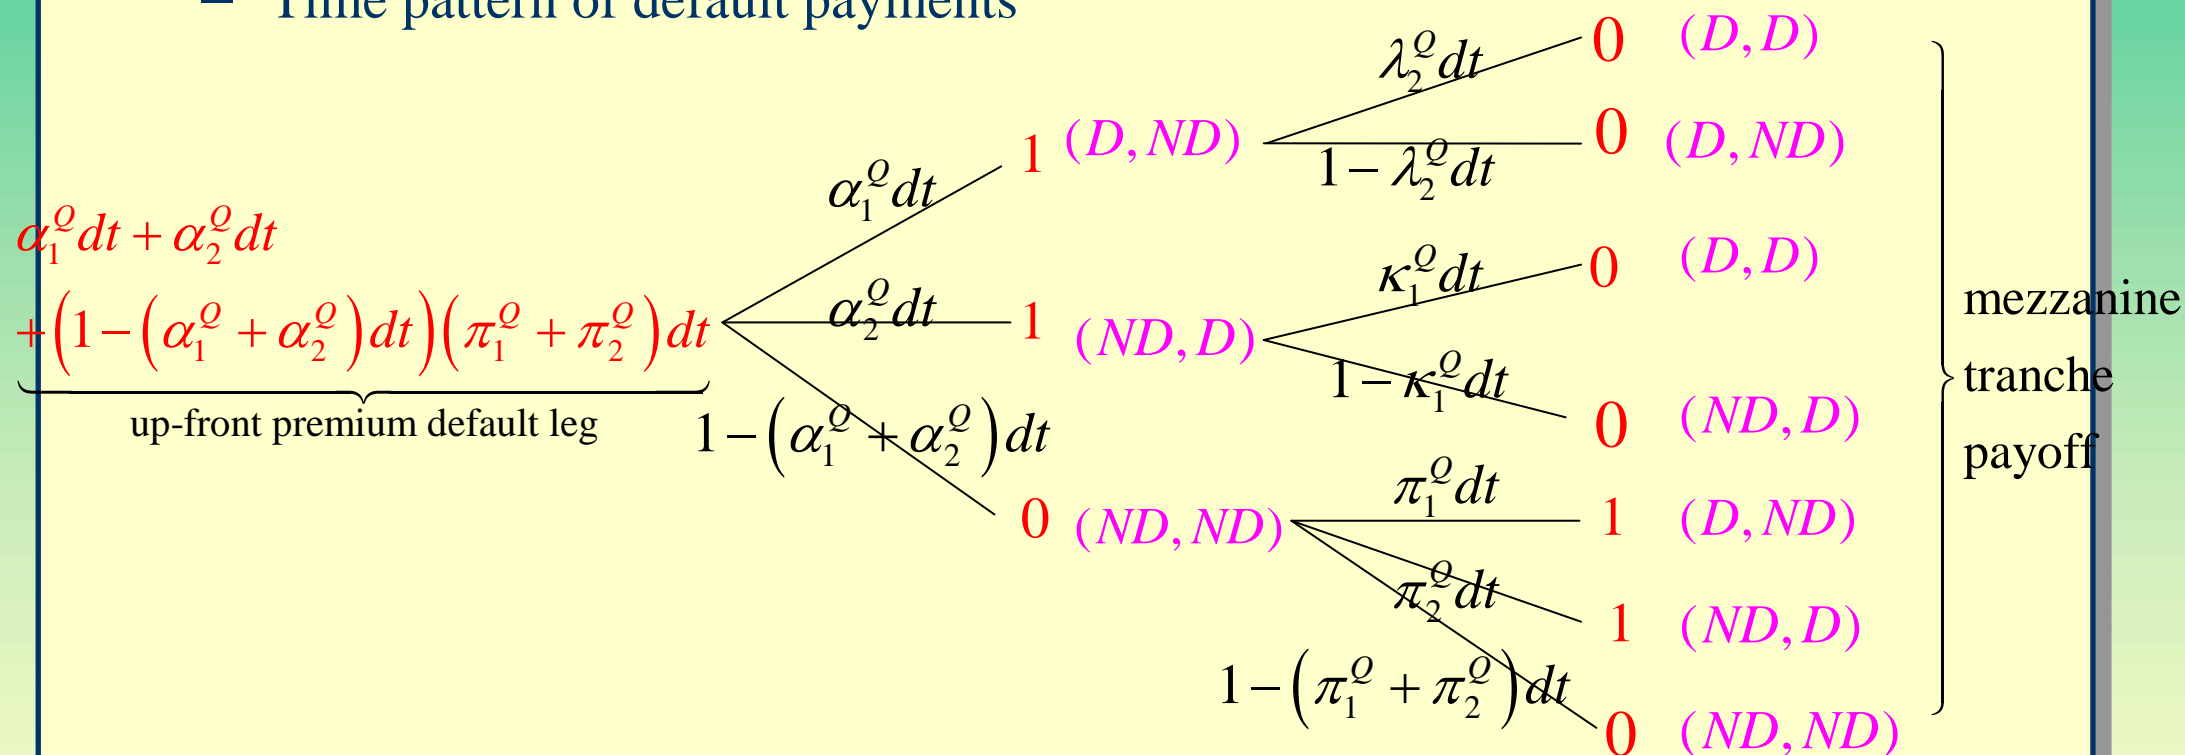 – Time pattern of default payments
λ₂^Q dt 0 (D, D)
1 (D, ND) 1 − λ₂^Q dt 0 (D, ND)
α₁^Q dt
α₁^Q dt + α₂^Q dt
+(1 − (α₁^Q + α₂^Q) dt)(π₁^Q + π₂^Q) dt
up-front premium default leg
α₂^Q dt 1 (ND, D)
κ₁^Q dt 0 (D, D)
1 − κ₁^Q dt 0 (ND, D)
1 − (α₁^Q + α₂^Q) dt 0 (ND, ND)
π₁^Q dt 1 (D, ND)
π₂^Q dt 1 (ND, D)
1 − (π₁^Q + π₂^Q) dt 0 (ND, ND)
mezzanine
tranche
payoff